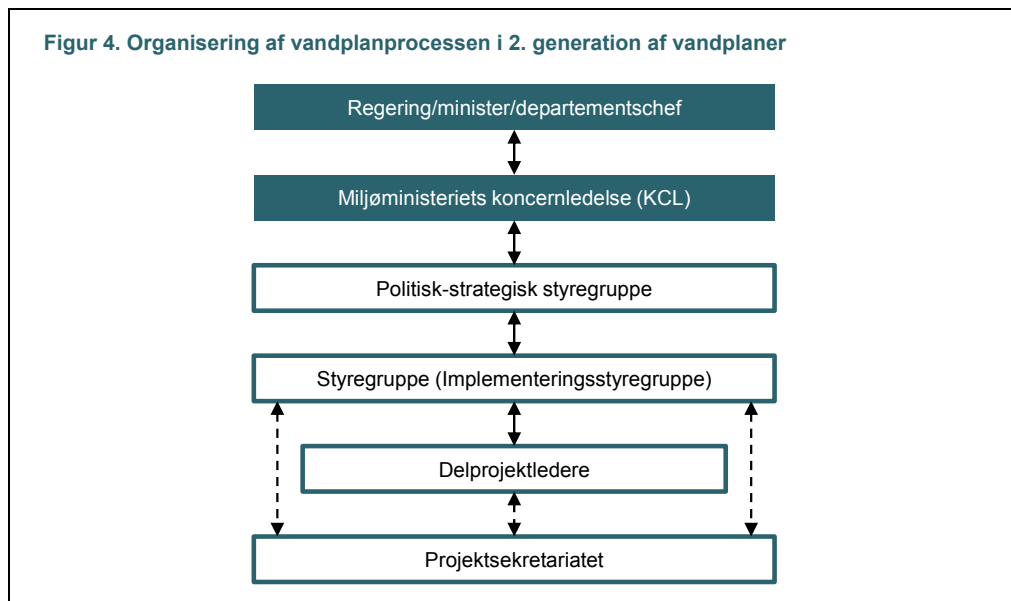 Figur 4. Organisering af vandplanprocessen i 2. generation af vandplaner
Regering/minister/departementschef
Miljøministeriets koncernledelse (KCL)
Politisk-strategisk styregruppe
Styregruppe (Implementeringsstyregruppe)
Delprojektledere
Projektsekretariatet